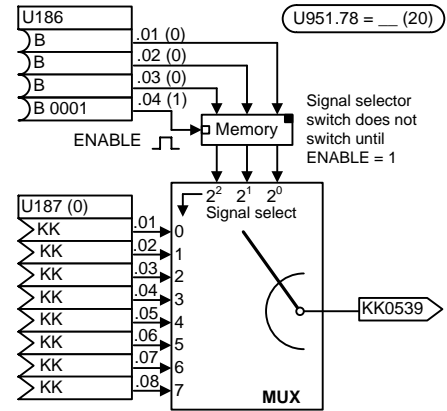 U186
U951.78 = __ (20)
B .01 (0)
B .02 (0)
B .03 (0)
B 0001 .04 (1)
ENABLE
Memory
Signal selector
switch does not
switch until
ENABLE = 1
2² 2¹ 2⁰
Signal select
U187 (0)
KK .01 0
KK .02 1
KK .03 2
KK .04 3
KK .05 4
KK .06 5
KK .07 6
KK .08 7
KK0539
MUX